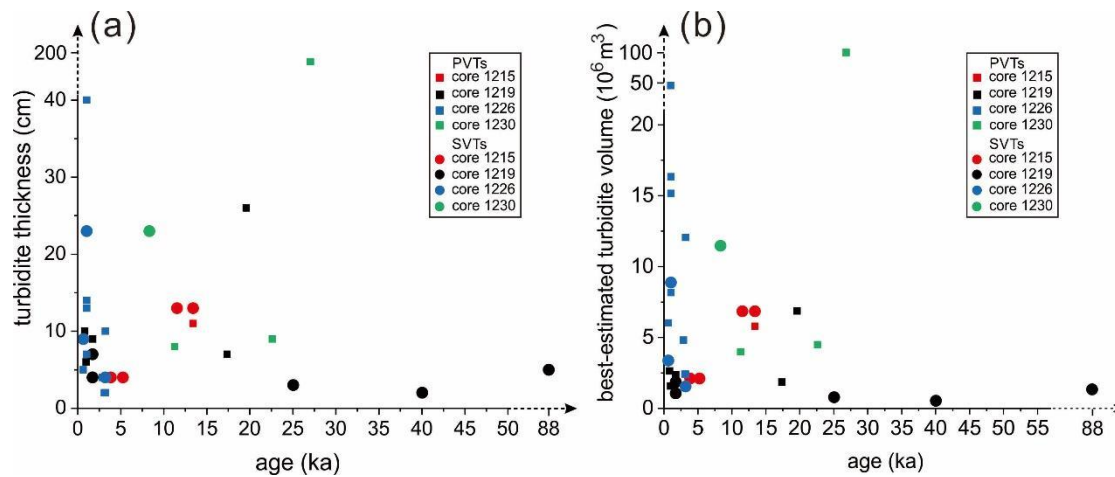 (a)
turbidite thickness (cm)
200
40
30
20
10
0
0 5 10 15 20 25 30 35 40 45 50 88
age (ka)
PVTs
core 1215
core 1219
core 1226
core 1230
SVTs
core 1215
core 1219
core 1226
core 1230
(b)
best-estimated turbidite volume (10⁶ m³)
100
50
20
15
10
5
0
0 5 10 15 20 25 30 35 40 45 50 55 88
age (ka)
PVTs
core 1215
core 1219
core 1226
core 1230
SVTs
core 1215
core 1219
core 1226
core 1230